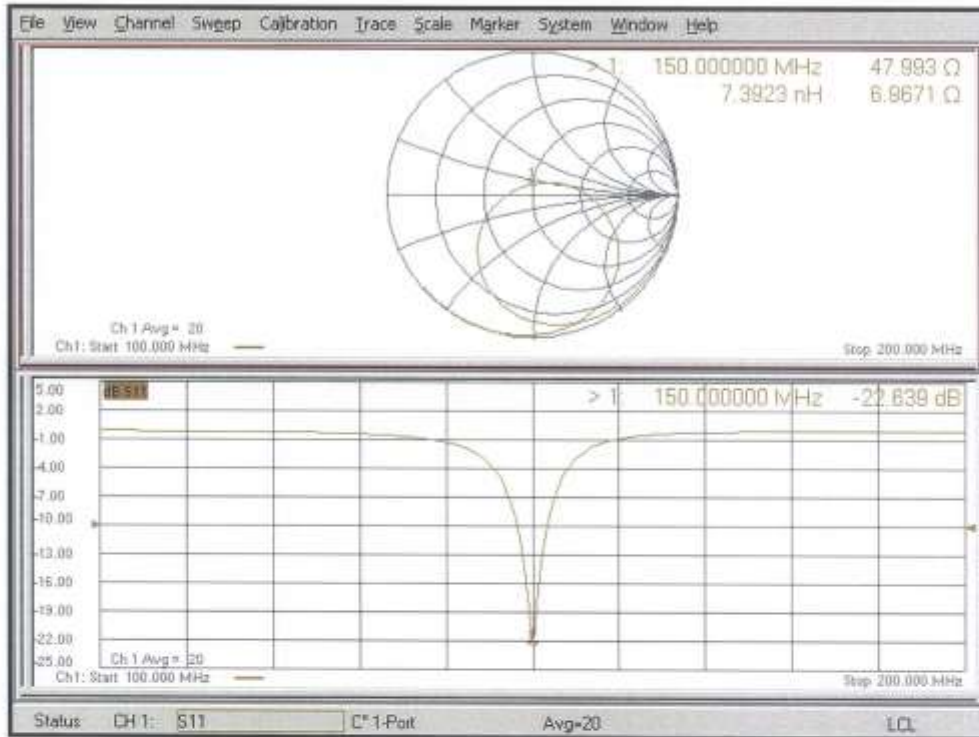 File View Channel Sweep Calibration Trace Scale Marker System Window Help
> 1: 150.000000 MHz 47.993 Ω
7.3923 nH 6.9671 Ω
1
Ch 1 Avg = 20
Ch1: Start 100.000 MHz
Stop 200.000 MHz
5.00
dB S11
> 1: 150.000000 MHz -22.639 dB
2.00
-1.00
-4.00
-7.00
-10.00
-13.00
-16.00
-19.00
-22.00
-25.00
Ch 1 Avg = 20
Ch1: Start 100.000 MHz
Stop 200.000 MHz
Status CH 1: S11 C* 1-Port Avg=20 LCL